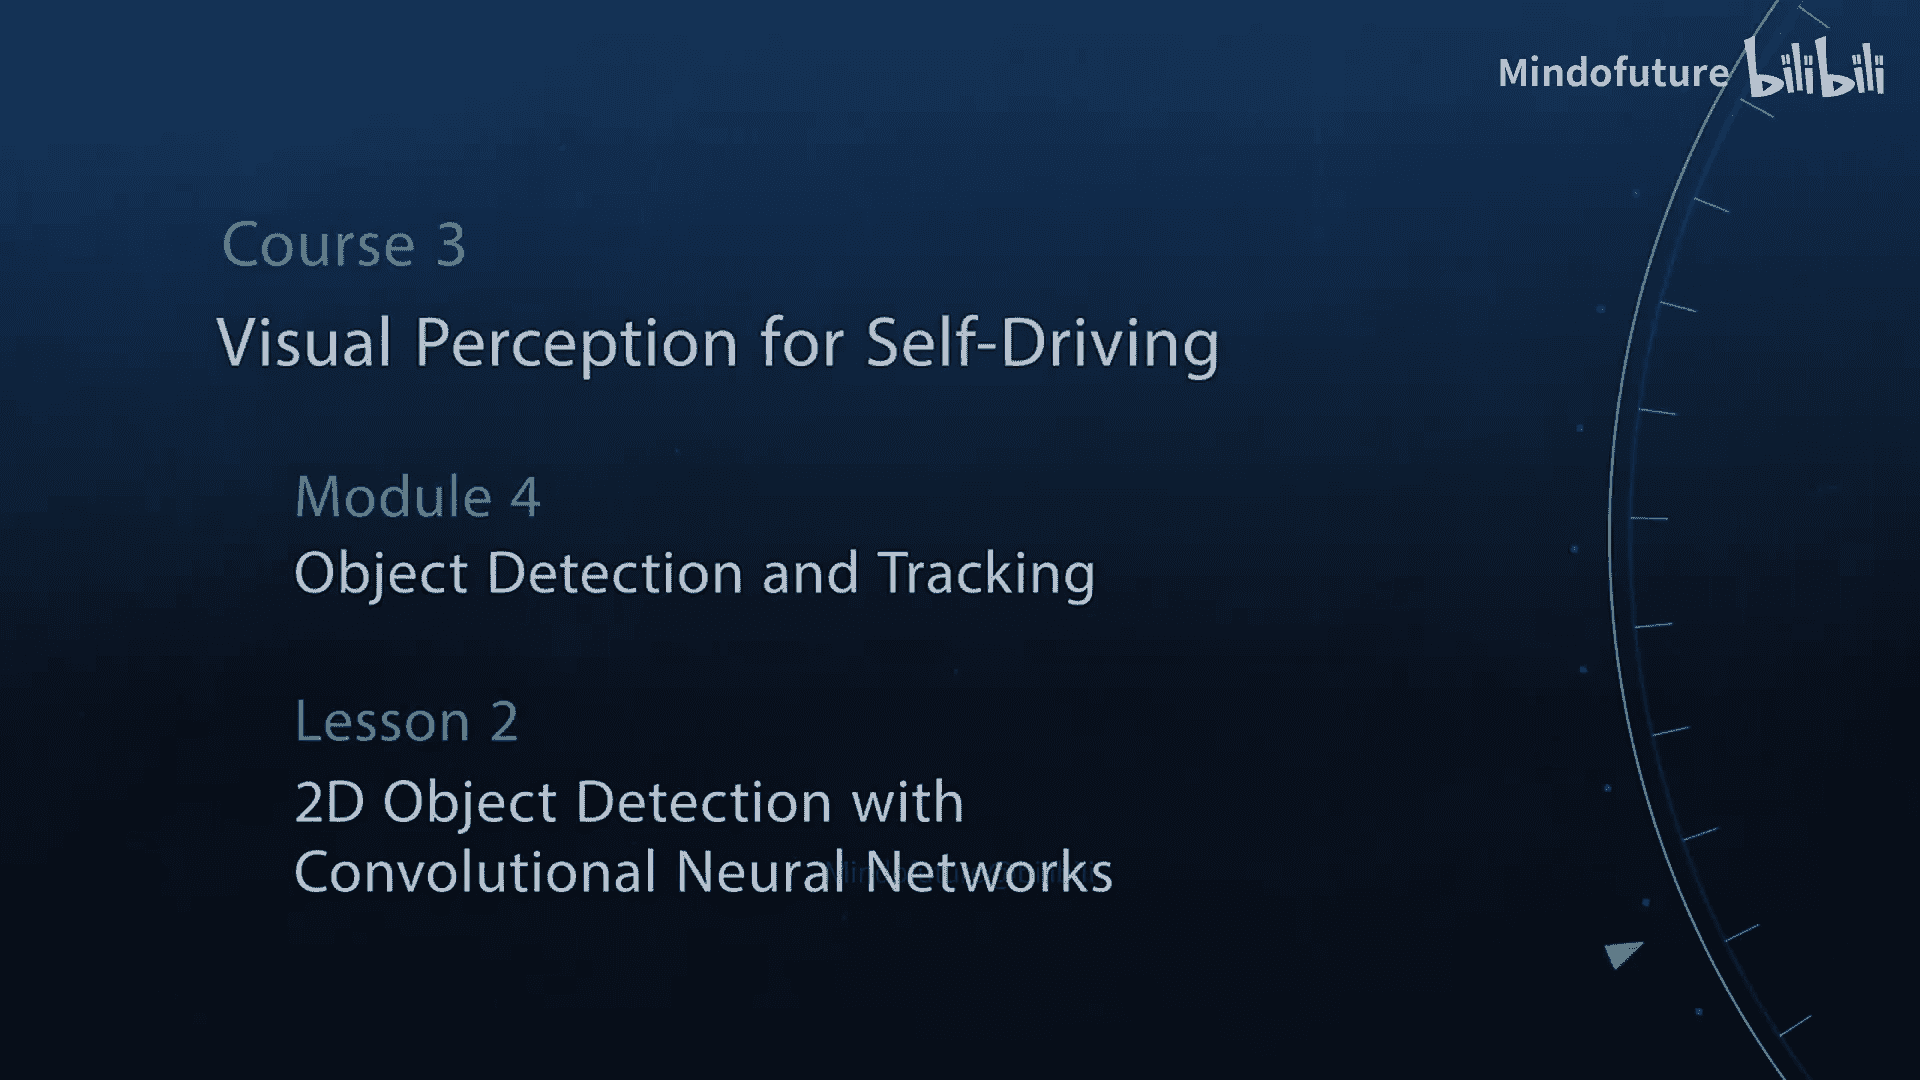 Mindofuture bilibili
Course 3
Visual Perception for Self-Driving
Module 4
Object Detection and Tracking
Lesson 2
2D Object Detection with
Convolutional Neural Networks